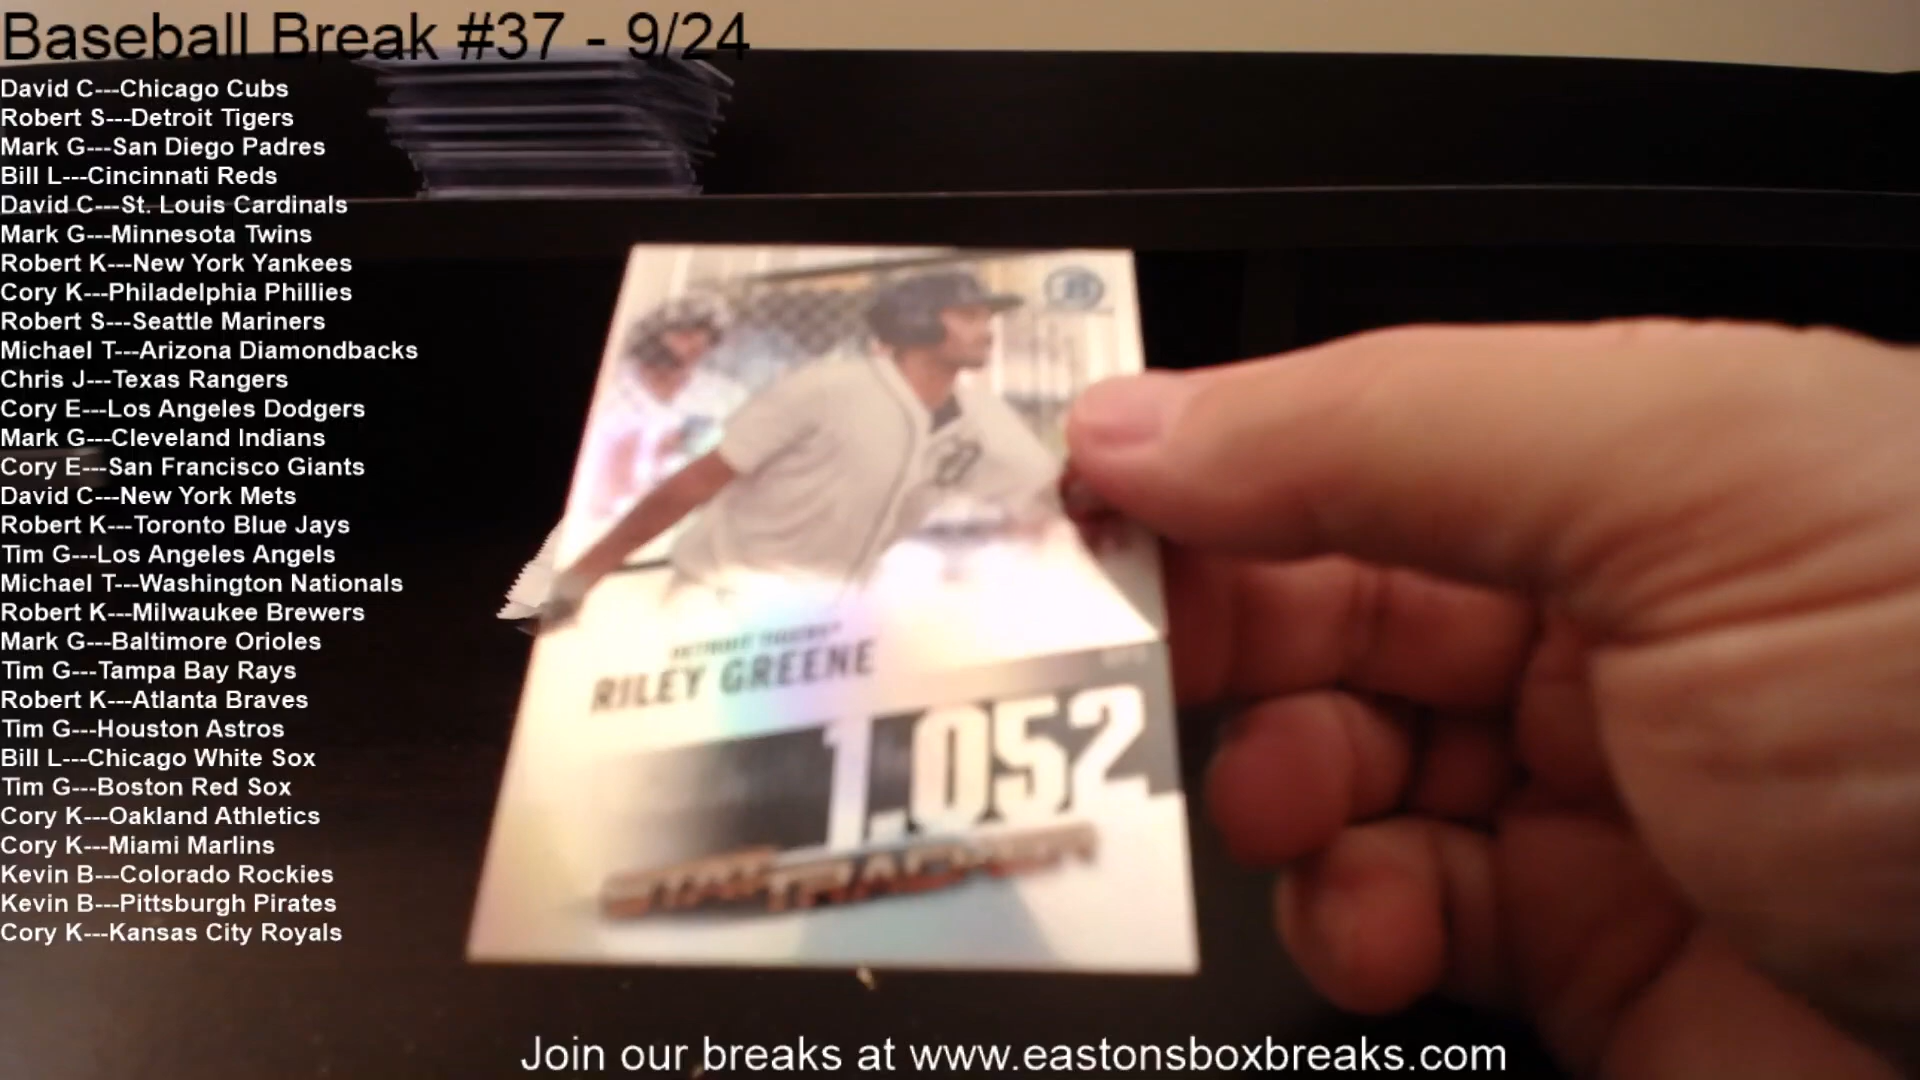 Baseball Break #37 - 9/24
David C---Chicago Cubs
Robert S---Detroit Tigers
Mark G---San Diego Padres
Bill L---Cincinnati Reds
David C---St. Louis Cardinals
Mark G---Minnesota Twins
Robert K---New York Yankees
Cory K---Philadelphia Phillies
Robert S---Seattle Mariners
Michael T---Arizona Diamondbacks
Chris J---Texas Rangers
Cory E---Los Angeles Dodgers
Mark G---Cleveland Indians
Cory E---San Francisco Giants
David C---New York Mets
Robert K---Toronto Blue Jays
Tim G---Los Angeles Angels
Michael T---Washington Nationals
Robert K---Milwaukee Brewers
Mark G---Baltimore Orioles
Tim G---Tampa Bay Rays
Robert K---Atlanta Braves
Tim G---Houston Astros
Bill L---Chicago White Sox
Tim G---Boston Red Sox
Cory K---Oakland Athletics
Cory K---Miami Marlins
Kevin B---Colorado Rockies
Kevin B---Pittsburgh Pirates
Cory K---Kansas City Royals
DETROIT TIGERS
RILEY GREENE
1.052
STAT TRACKER
Join our breaks at www.eastonsboxbreaks.com